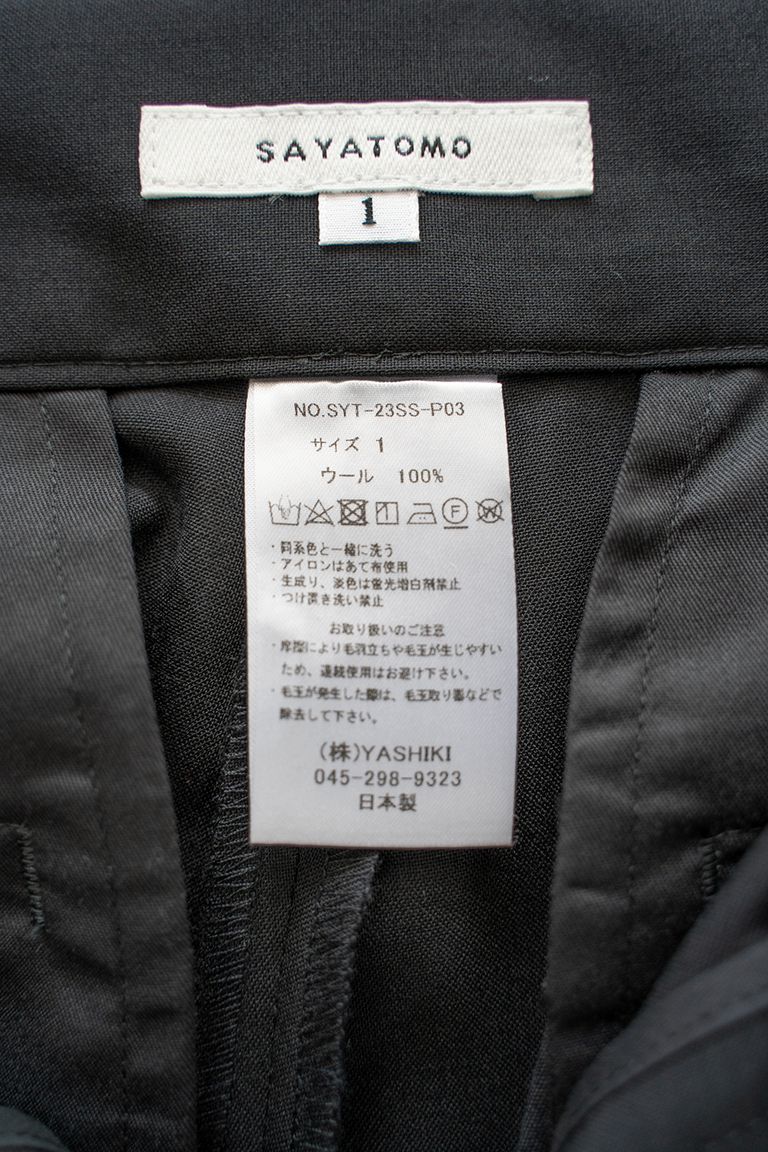 SAYATOMO
1
NO.SYT-23SS-P03
サイズ 1
ウール 100%
F W
・同系色と一緒に洗う
・アイロンはあて布使用
・生成り、淡色は蛍光増白剤禁止
・つけ置き洗い禁止
お取り扱いのご注意
・摩擦により毛羽立ちや毛玉が生じやすい
ため、連続使用はお避け下さい。
・毛玉が発生した際は、毛玉取り器などで
除去して下さい。
(株)YASHIKI
045-298-9323
日本製